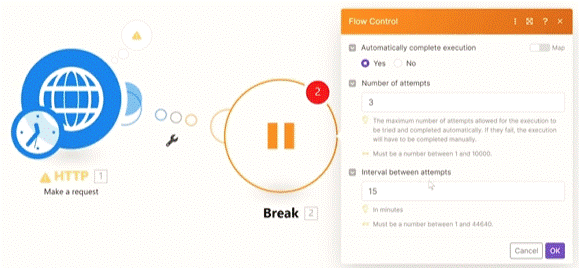 Flow Control
Automatically complete execution
Map
Yes
No
Number of attempts
3
The maximum number of attempts allowed for the execution to
be tried and completed automatically. If they fail, the execution
will have to be completed manually.
Must be a number between 1 and 10000.
Interval between attempts
15
In minutes
Must be a number between 1 and 44640.
Cancel
OK
2
HTTP 1
Make a request
Break 2